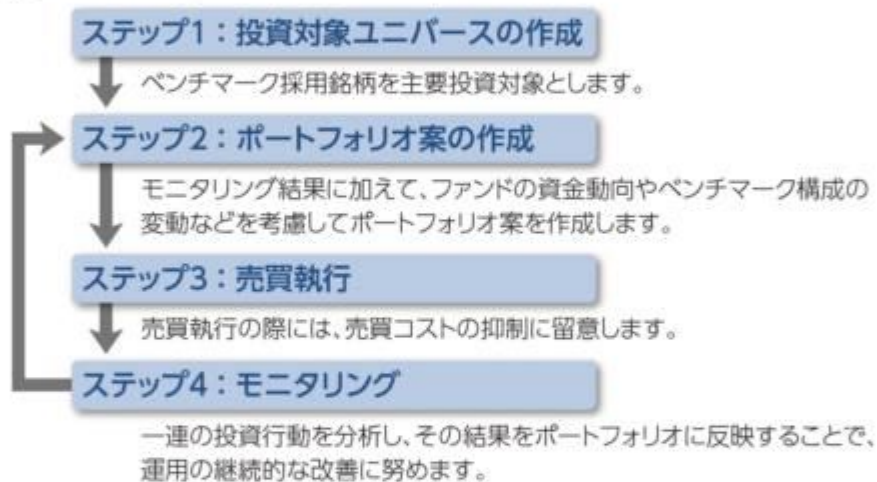 ステップ1：投資対象ユニバースの作成
ベンチマーク採用銘柄を主要投資対象とします。
ステップ2：ポートフォリオ案の作成
モニタリング結果に加えて、ファンドの資金動向やベンチマーク構成の
変動などを考慮してポートフォリオ案を作成します。
ステップ3：売買執行
売買執行の際には、売買コストの抑制に留意します。
ステップ4：モニタリング
一連の投資行動を分析し、その結果をポートフォリオに反映することで、
運用の継続的な改善に努めます。